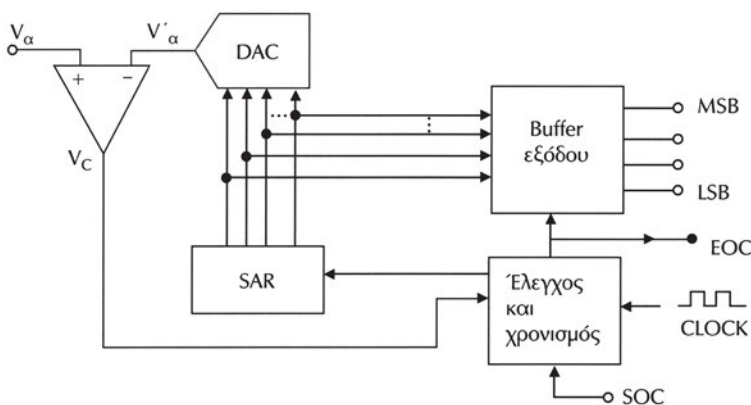 Vα
V´α
DAC
+
−
VC
Buffer
εξόδου
MSB
LSB
EOC
SAR
Έλεγχος
και
χρονισμός
CLOCK
SOC